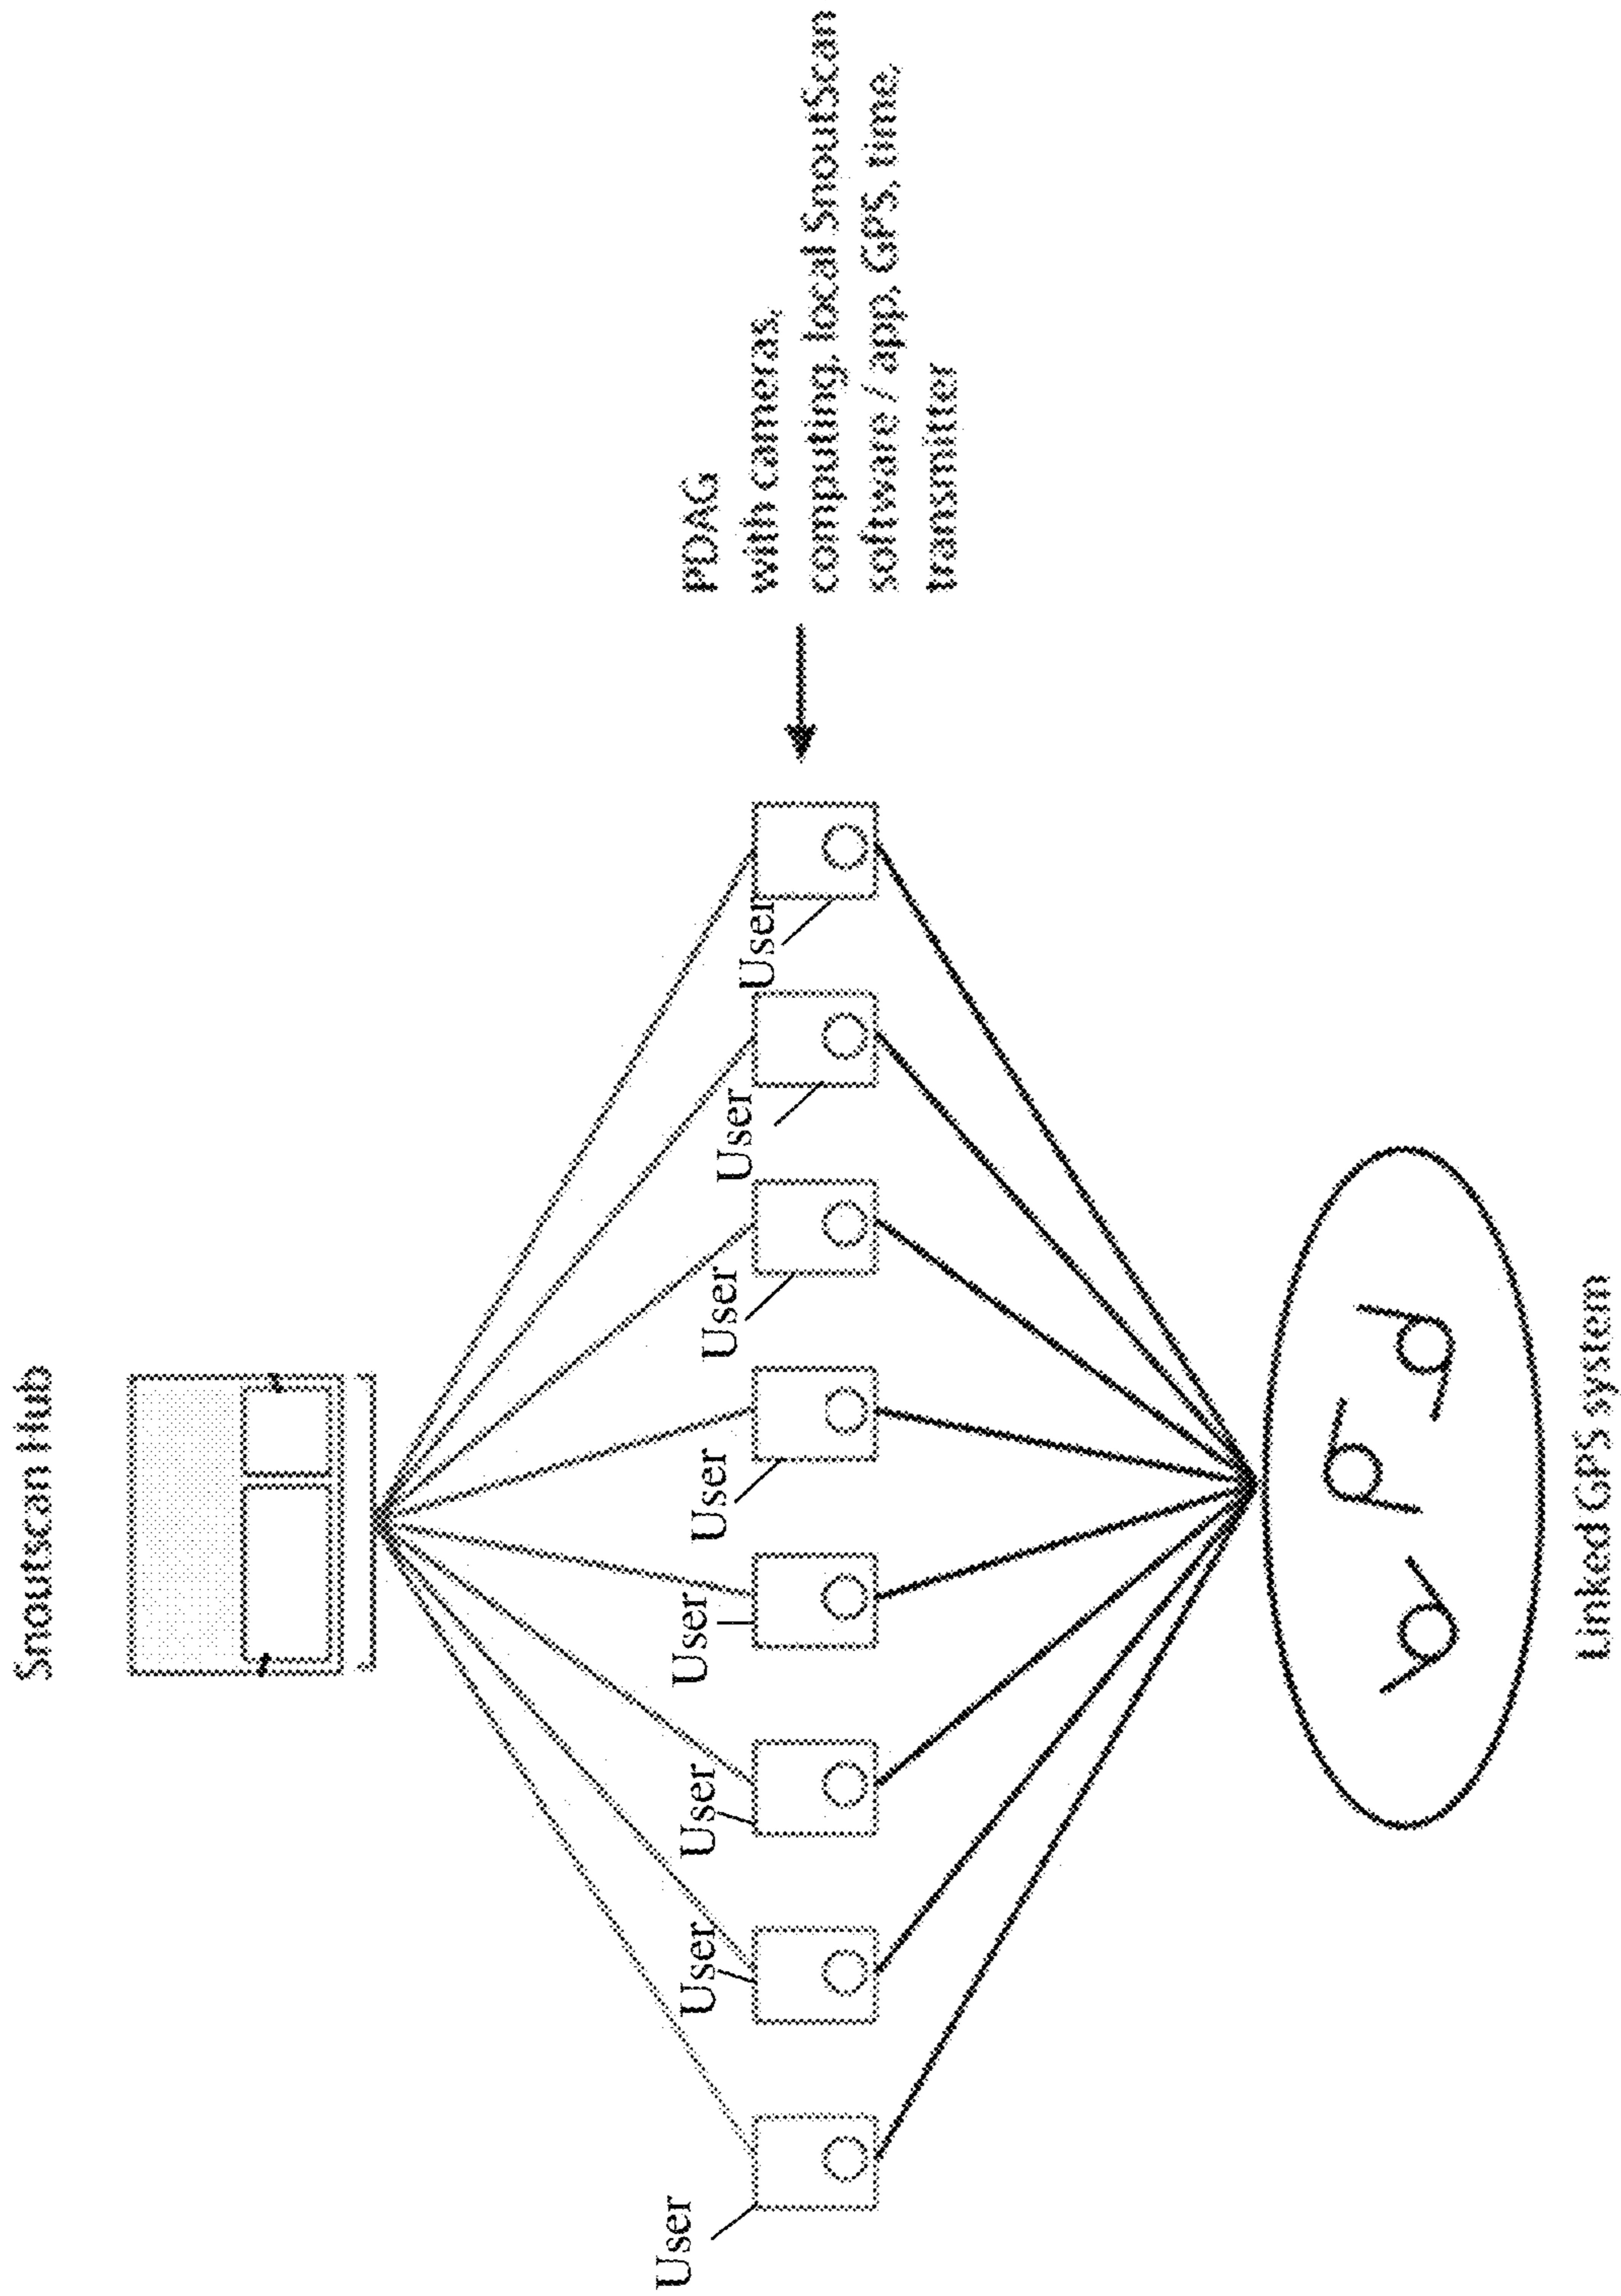 Snoutscan Hub
User
User
User
User
User
User
User
User
PDAG
with cameras,
computing, local SnoutScan
software / app, GPS, time,
transmitter
Linked GPS system